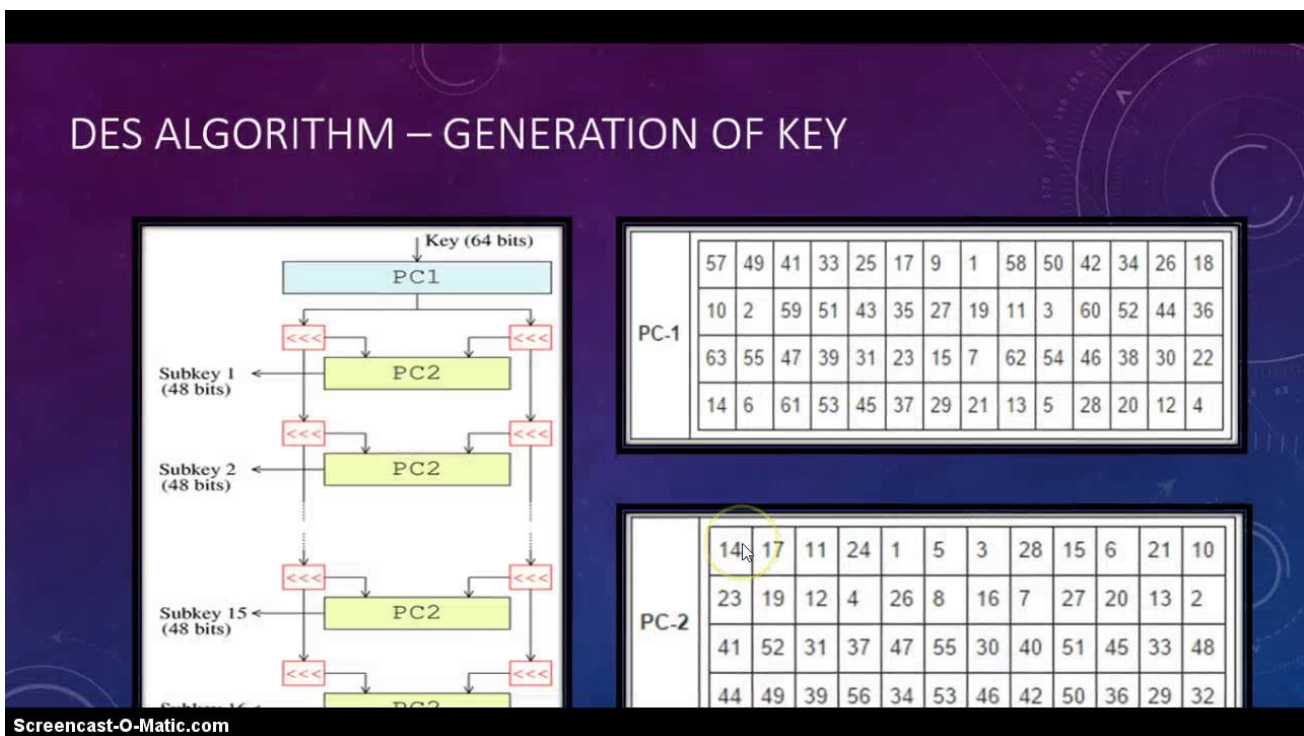 DES ALGORITHM – GENERATION OF KEY
Key (64 bits)
PC1
<<< <<<
PC2
Subkey 1
(48 bits)
<<< <<<
PC2
Subkey 2
(48 bits)
<<< <<<
PC2
Subkey 15
(48 bits)
<<< <<<
PC2
Subkey 16
PC-1
57 49 41 33 25 17 9 1 58 50 42 34 26 18
10 2 59 51 43 35 27 19 11 3 60 52 44 36
63 55 47 39 31 23 15 7 62 54 46 38 30 22
14 6 61 53 45 37 29 21 13 5 28 20 12 4
PC-2
14 17 11 24 1 5 3 28 15 6 21 10
23 19 12 4 26 8 16 7 27 20 13 2
41 52 31 37 47 55 30 40 51 45 33 48
44 49 39 56 34 53 46 42 50 36 29 32
Screencast-O-Matic.com